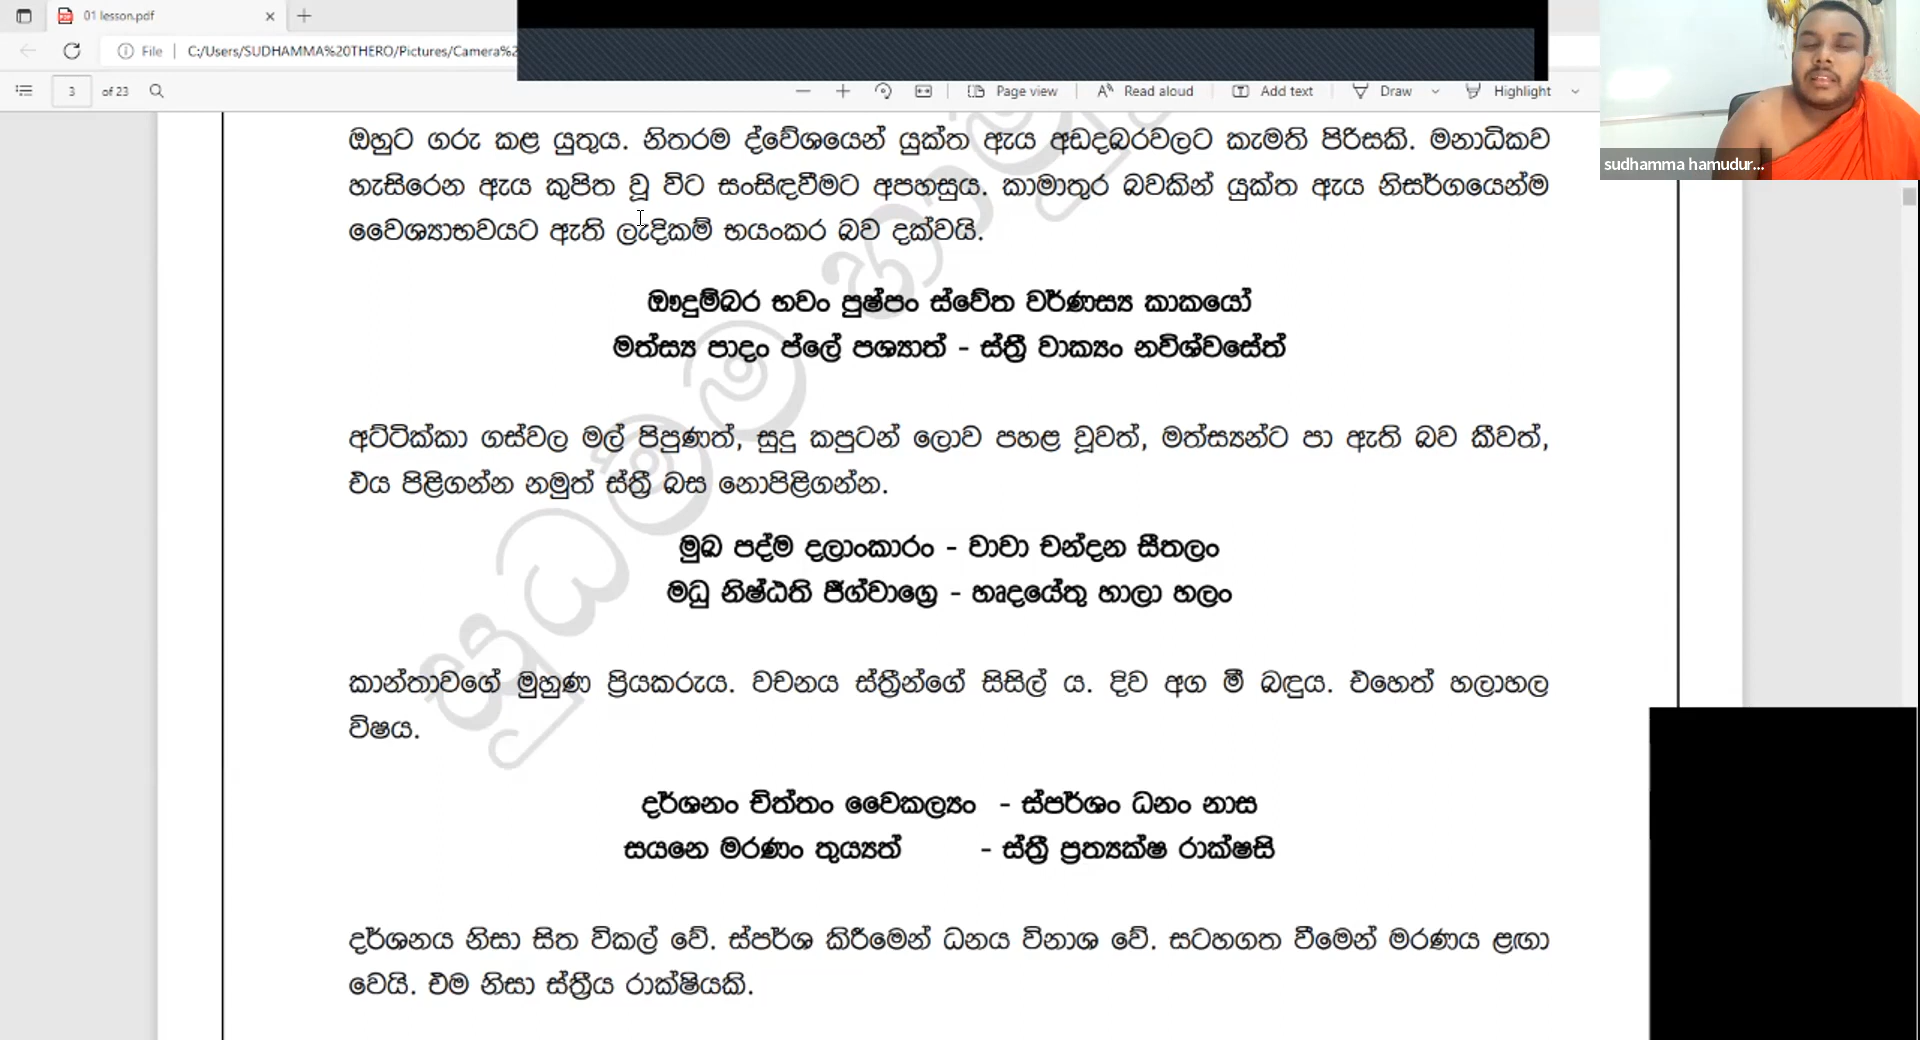 01 lesson.pdf
File
C:/Users/SUDHAMMA%20THERO/Pictures/Camera%2
3 of 23
Page view
Read aloud
Add text
Draw
Highlight
sudhamma hamudur...
ඔහුට ගරු කළ යුතුය. නිතරම ද්වේශයෙන් යුක්ත ඇය අඩදබරවලට කැමති පිරිසකි. මනාධිකව
හැසිරෙන ඇය කුපිත වූ විට සංසිඳවීමට අපහසුය. කාමාතුර බවකින් යුක්ත ඇය නිසර්ගයෙන්ම
වෛශ්‍යාභවයට ඇති ලැදිකම් භයංකර බව දක්වයි.
ඖදුම්බර භවං පුෂ්පං ස්වේත වර්ණස්‍ය කාකයෝ
මත්ස්‍ය පාදං ප්ලේ පශ්‍යාත් - ස්ත්‍රී වාක්‍යං නවිශ්වසේත්
අට්ටික්කා ගස්වල මල් පිපුණත්, සුදු කපුටන් ලොව පහළ වූවත්, මත්ස්‍යන්ට පා ඇති බව කීවත්,
එය පිළිගන්න නමුත් ස්ත්‍රී බස නොපිළිගන්න.
මුඛ පද්ම දලාංකාරං - වාචා චන්දන සීතලං
මධු නිෂ්ඨති ජිග්වාග්‍රෙ - හෘදයේතු හාලා හලං
කාන්තාවගේ මුහුණ ප්‍රියකරුය. වචනය ස්ත්‍රීන්ගේ සිසිල් ය. දිව අග මී බඳුය. එහෙත් හලාහල
විෂය.
දර්ශනං චිත්තං වෛකල්‍යං - ස්පර්ශං ධනං නාස
සයනෙ මරණං තුය්‍යත් - ස්ත්‍රී ප්‍රත්‍යක්ෂ රාක්ෂසි
දර්ශනය නිසා සිත විකල් වේ. ස්පර්ශ කිරීමෙන් ධනය විනාශ වේ. සටහගත වීමෙන් මරණය ළඟා
වෙයි. එම නිසා ස්ත්‍රීය රාක්ෂියකි.